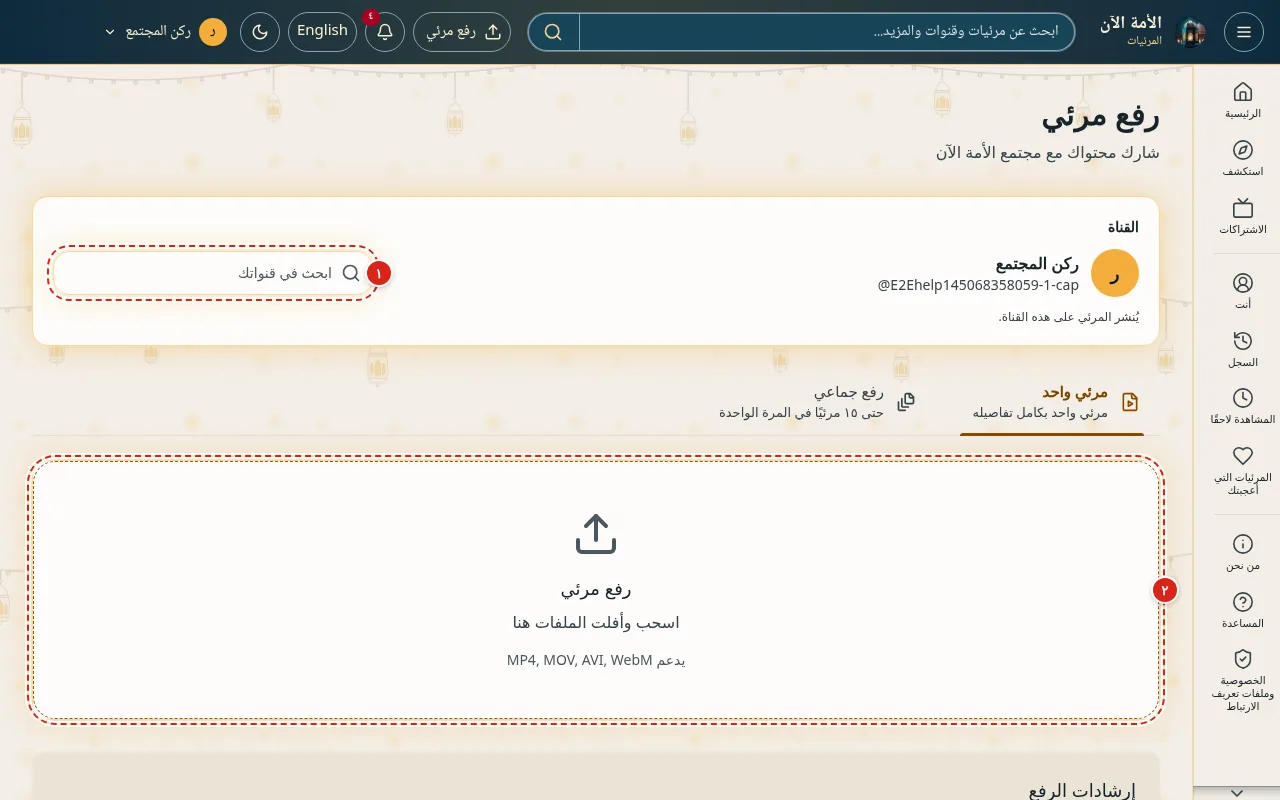 الأمة الآن
المرئيات
ابحث عن مرئيات وقنوات والمزيد...
رفع مرئي
٤
English
ر
ركن المجتمع
الرئيسية
استكشف
الاشتراكات
أنت
السجل
المشاهدة لاحقًا
المرئيات التي
أعجبتك
من نحن
المساعدة
الخصوصية
وملفات تعريف
الارتباط
رفع مرئي
شارك محتواك مع مجتمع الأمة الآن
القناة
ر
ركن المجتمع
@E2Ehelp145068358059-1-cap
يُنشر المرئي على هذه القناة.
١
ابحث في قنواتك
مرئي واحد
مرئي واحد بكامل تفاصيله
رفع جماعي
حتى ١٥ مرئيًا في المرة الواحدة
٢
رفع مرئي
اسحب وأفلت الملفات هنا
يدعم MP4, MOV, AVI, WebM
إرشادات الرفع